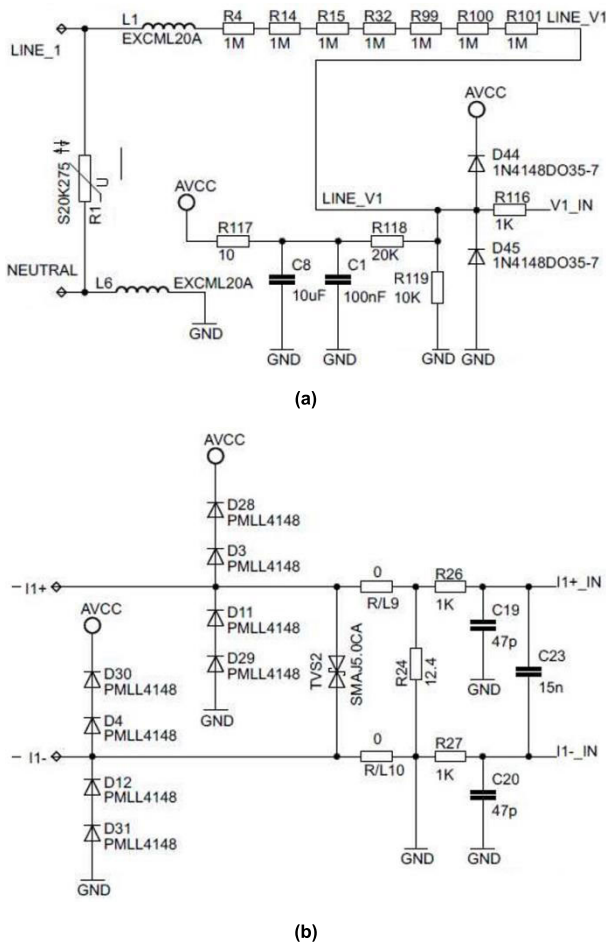 L1
R4 R14 R15 R32 R99 R100 R101 LINE_V1
LINE_1
EXCML20A 1M 1M 1M 1M 1M 1M 1M
AVCC
D44
1N4148DO35-7
S20K275
R1
U
AVCC
LINE_V1
R116
V1_IN
1K
R117
R118
10
20K
D45
1N4148DO35-7
NEUTRAL
EXCML20A
L6
C8
10uF
C1
100nF
R119
10K
GND
GND GND GND GND
(a)
AVCC
D28
PMLL4148
D3
PMLL4148
I1+
0
R26
I1+_IN
R/L9
1K
AVCC
D11
PMLL4148
C19
47p
D30
PMLL4148
D29
PMLL4148
TVS2
SMAJ5.0CA
R24
12.4
C23
15n
GND
GND
D4
PMLL4148
I1-
0
R27
I1-_IN
R/L10
1K
D12
PMLL4148
C20
47p
D31
PMLL4148
GND
GND
GND
(b)